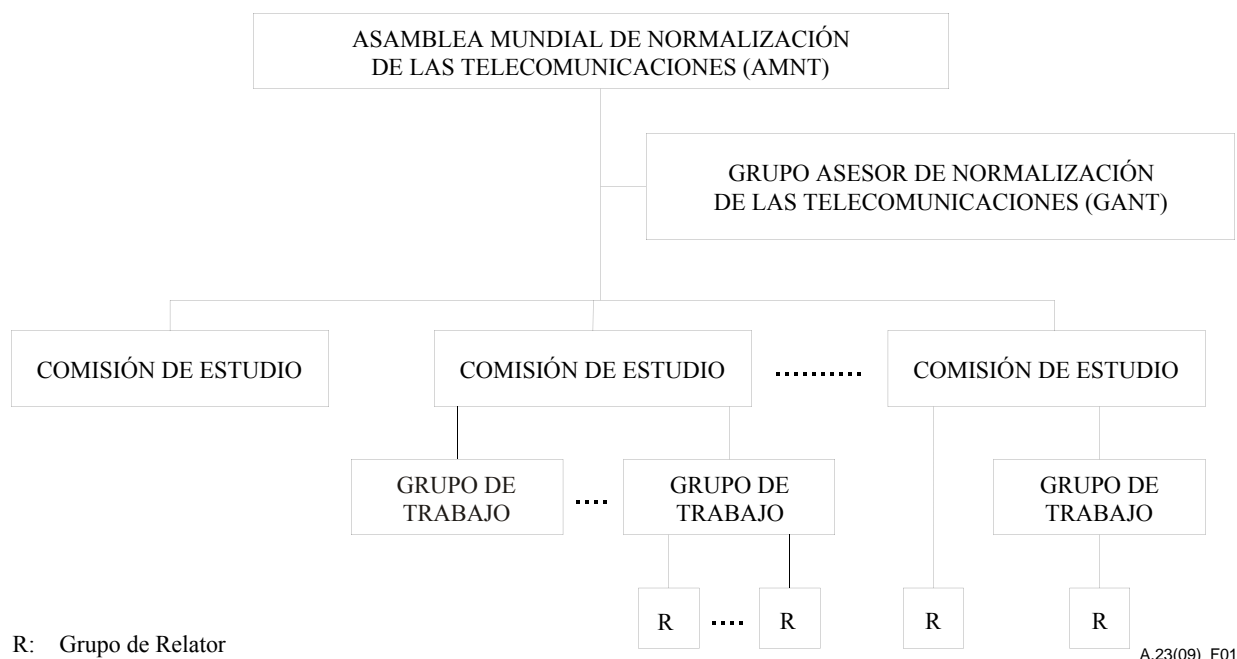 ASAMBLEA MUNDIAL DE NORMALIZACIÓN
DE LAS TELECOMUNICACIONES (AMNT)
GRUPO ASESOR DE NORMALIZACIÓN
DE LAS TELECOMUNICACIONES (GANT)
COMISIÓN DE ESTUDIO
COMISIÓN DE ESTUDIO
..........
COMISIÓN DE ESTUDIO
GRUPO DE
TRABAJO
....
GRUPO DE
TRABAJO
GRUPO DE
TRABAJO
R
....
R
R
R
R: Grupo de Relator
A.23(09)_F01